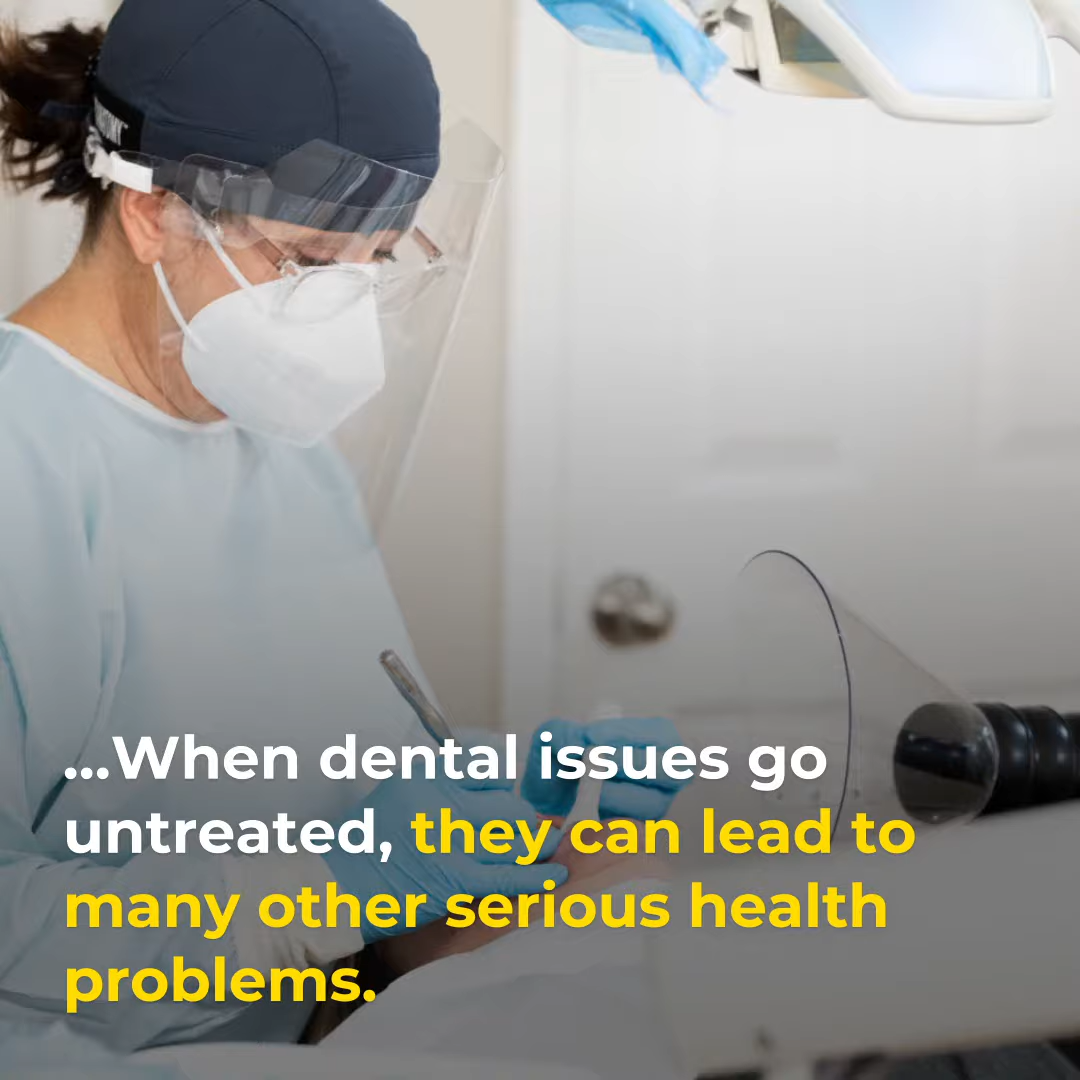 ...When dental issues go
untreated, they can lead to
many other serious health
problems.